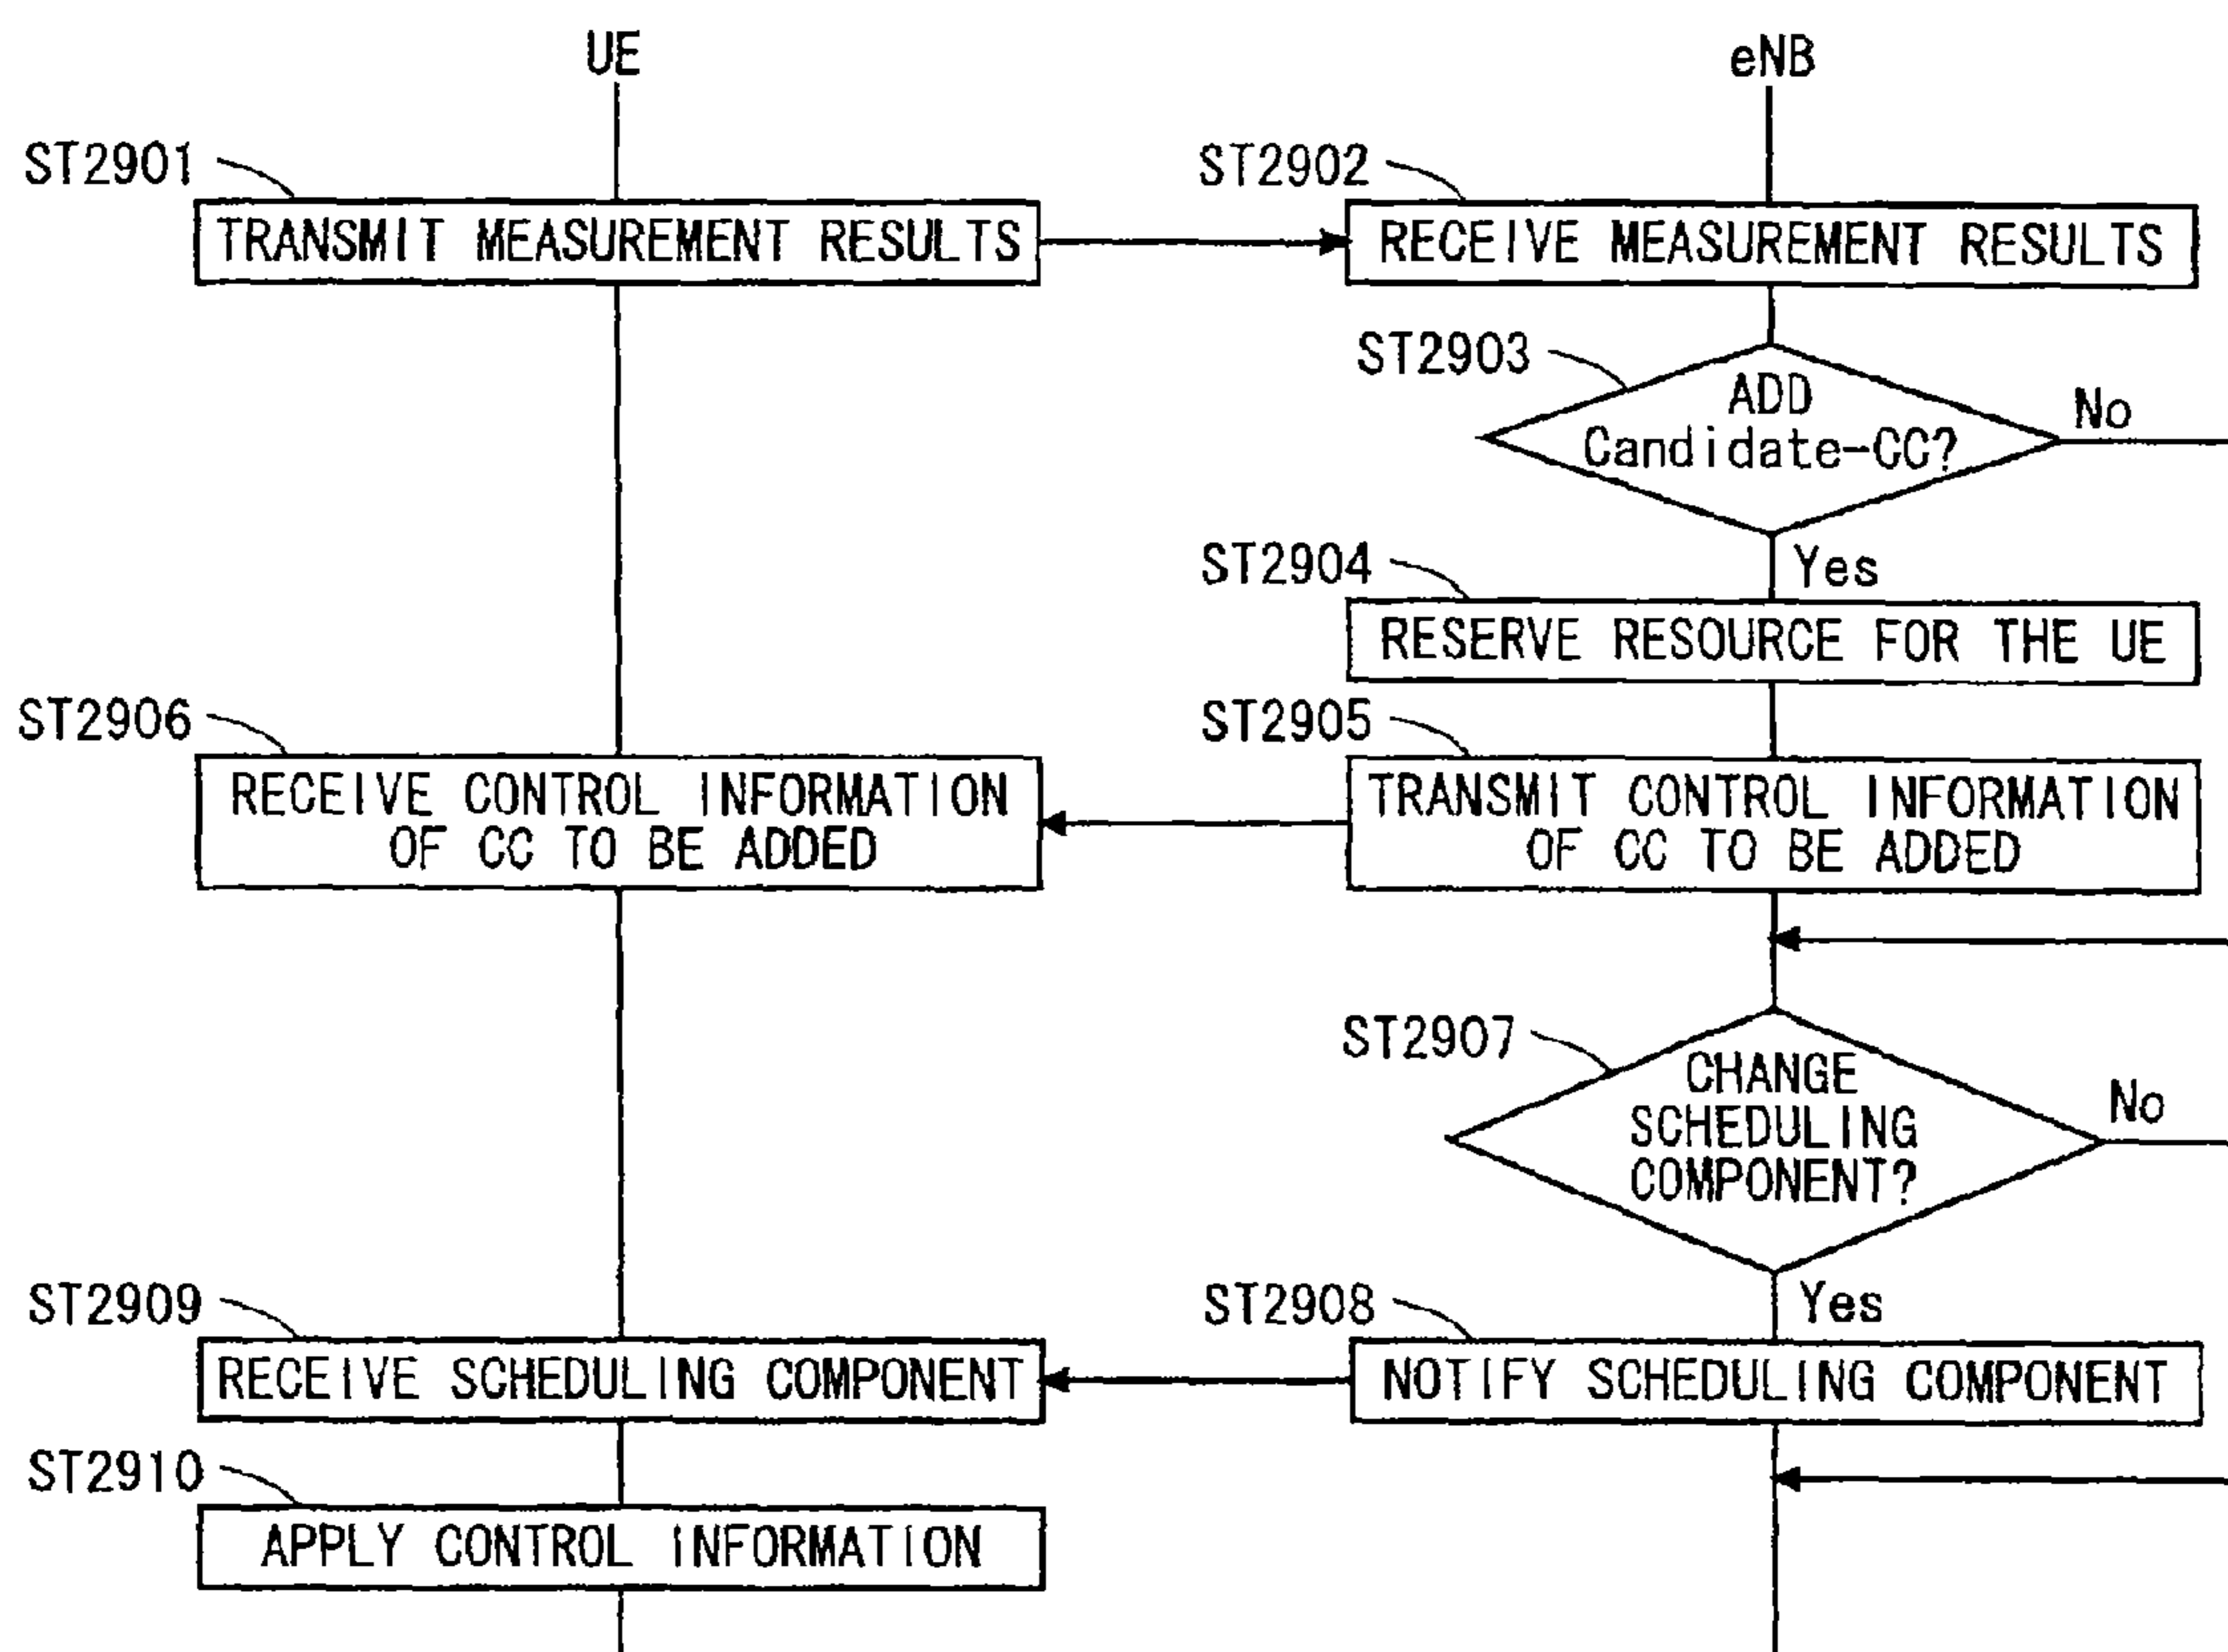 UE
eNB
ST2901
TRANSMIT MEASUREMENT RESULTS
ST2902
RECEIVE MEASUREMENT RESULTS
ST2903
ADD
Candidate-CC?
No
Yes
ST2904
RESERVE RESOURCE FOR THE UE
ST2906
RECEIVE CONTROL INFORMATION
OF CC TO BE ADDED
ST2905
TRANSMIT CONTROL INFORMATION
OF CC TO BE ADDED
ST2907
CHANGE
SCHEDULING
COMPONENT?
No
Yes
ST2909
RECEIVE SCHEDULING COMPONENT
ST2908
NOTIFY SCHEDULING COMPONENT
ST2910
APPLY CONTROL INFORMATION